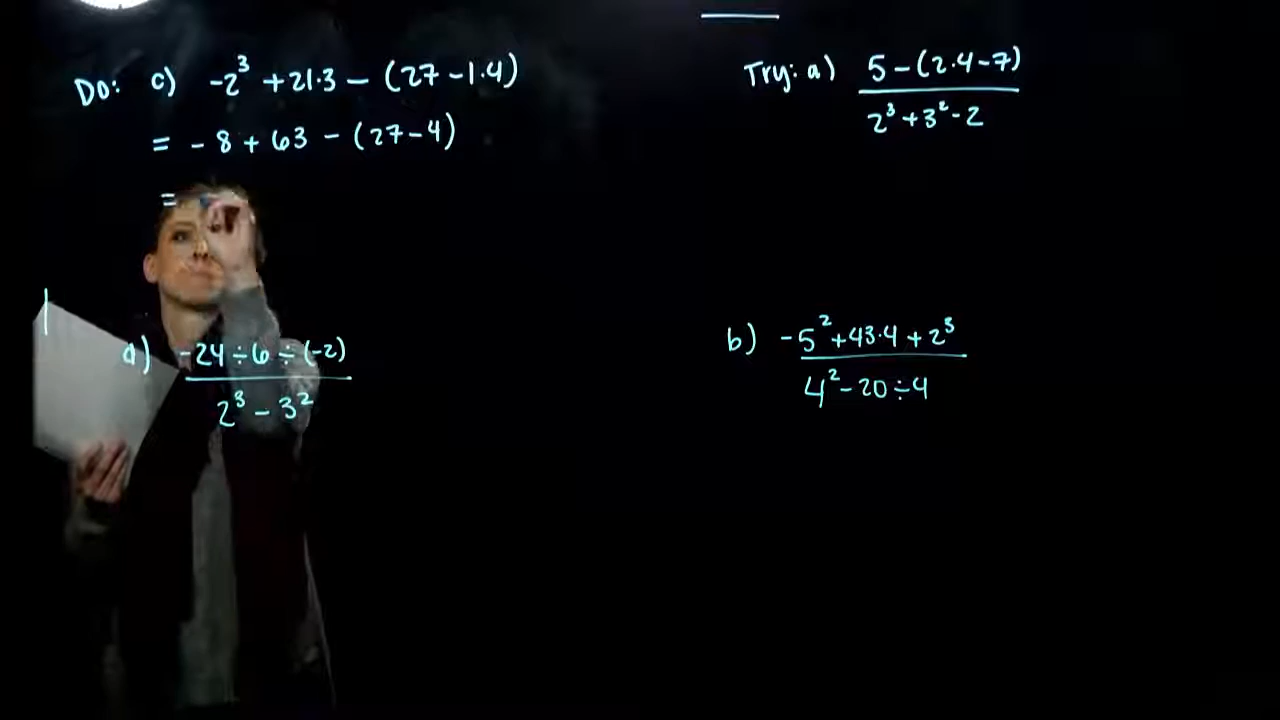 Do: c) -2³ + 21·3 - (27 - 1·4)
= -8 + 63 - (27 - 4)
=
d) -24 ÷ 6 ÷ (-2)
2³ - 3²
Try: a) 5 - (2·4 - 7)
2³ + 3² - 2
b) -5² + 43·4 + 2³
4² - 20 ÷ 4